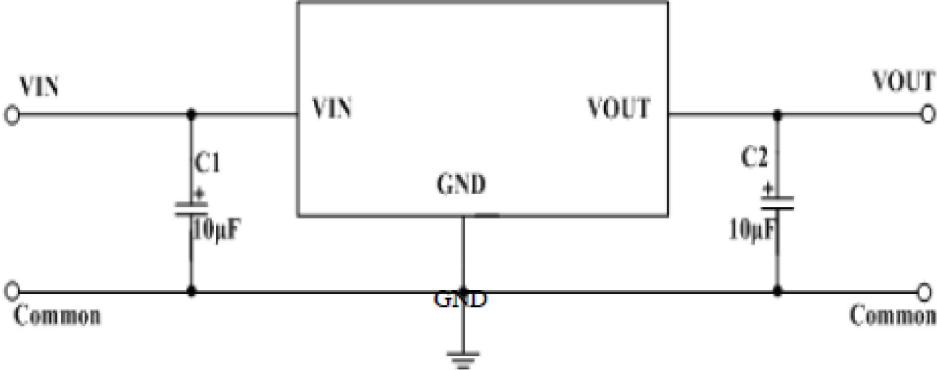 VIN
VOUT
VIN
VOUT
C1
+
10μF
C2
+
10μF
GND
GND
Common
Common